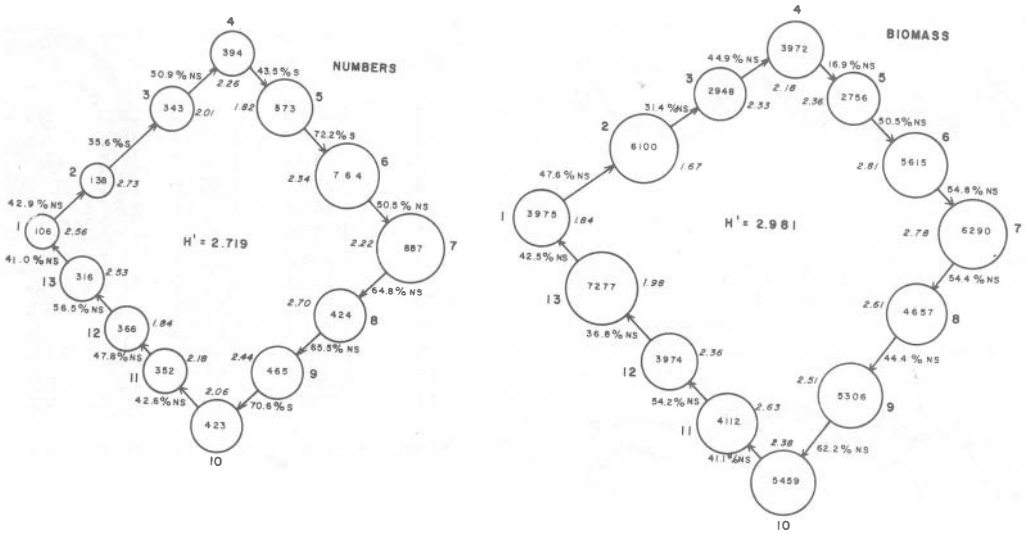 NUMBERS
4
394
50.9% NS
2.26
43.5% S
3
343
2.01
1.82
5
873
35.6% S
72.2% S
2
138
2.73
2.34
6
764
42.9% NS
50.5% NS
1
106
2.56
H' = 2.719
2.22
887
7
41.0% NS
2.53
13
316
64.8% NS
56.5% NS
2.70
424
8
12
366
1.84
65.5% NS
47.8% NS
2.18
2.44
11
352
465
9
42.6% NS
2.06
70.6% S
423
10
BIOMASS
4
3972
44.9% NS
2.18
16.9% NS
3
2948
2.33
2.36
5
2756
31.4% NS
50.5% NS
2
6100
1.67
2.81
6
5615
47.6% NS
54.8% NS
1
3975
1.84
H' = 2.981
2.78
6290
7
42.5% NS
54.4% NS
13
7277
1.98
2.61
4657
8
36.8% NS
44.4% NS
12
3974
2.36
2.51
5306
9
54.2% NS
2.63
11
4112
2.38
62.2% NS
41.1% NS
5459
10